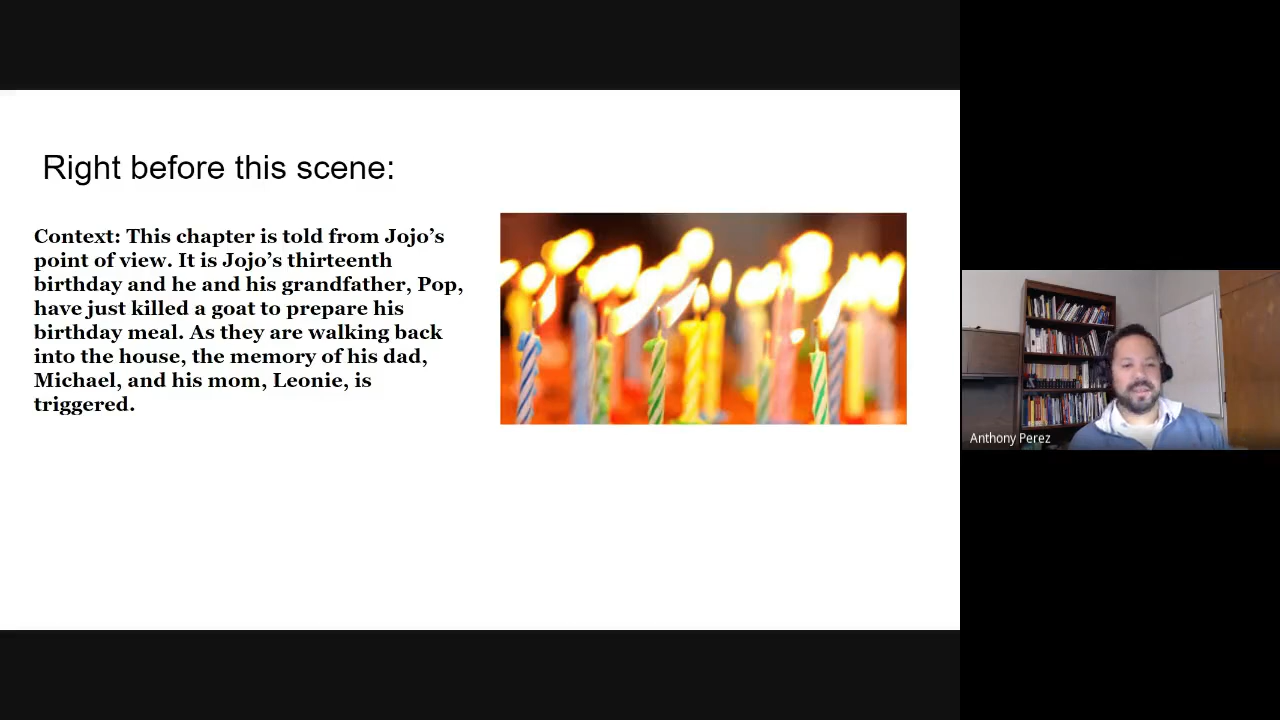 Right before this scene:
Context: This chapter is told from Jojo’s
point of view. It is Jojo’s thirteenth
birthday and he and his grandfather, Pop,
have just killed a goat to prepare his
birthday meal. As they are walking back
into the house, the memory of his dad,
Michael, and his mom, Leonie, is
triggered.
Anthony Perez